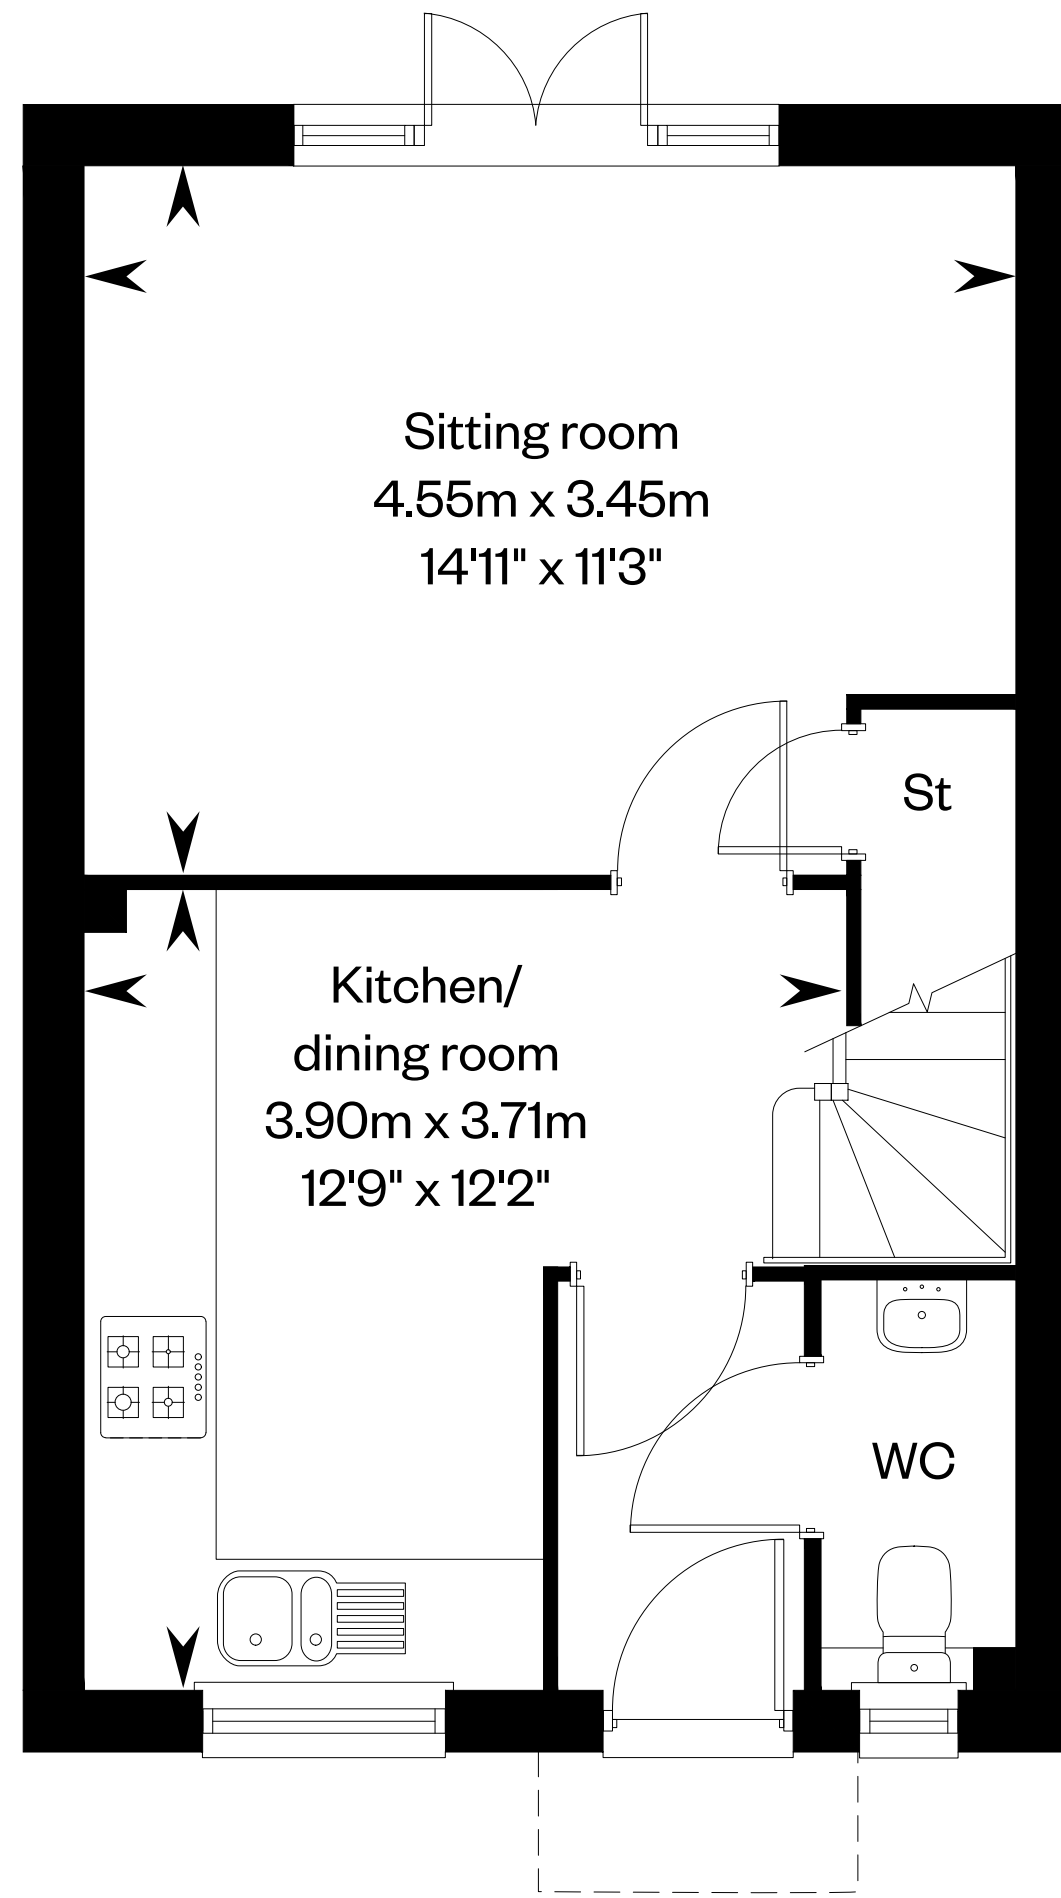 Sitting room
4.55m x 3.45m
14'11" x 11'3"
St
Kitchen/
dining room
3.90m x 3.71m
12'9" x 12'2"
WC